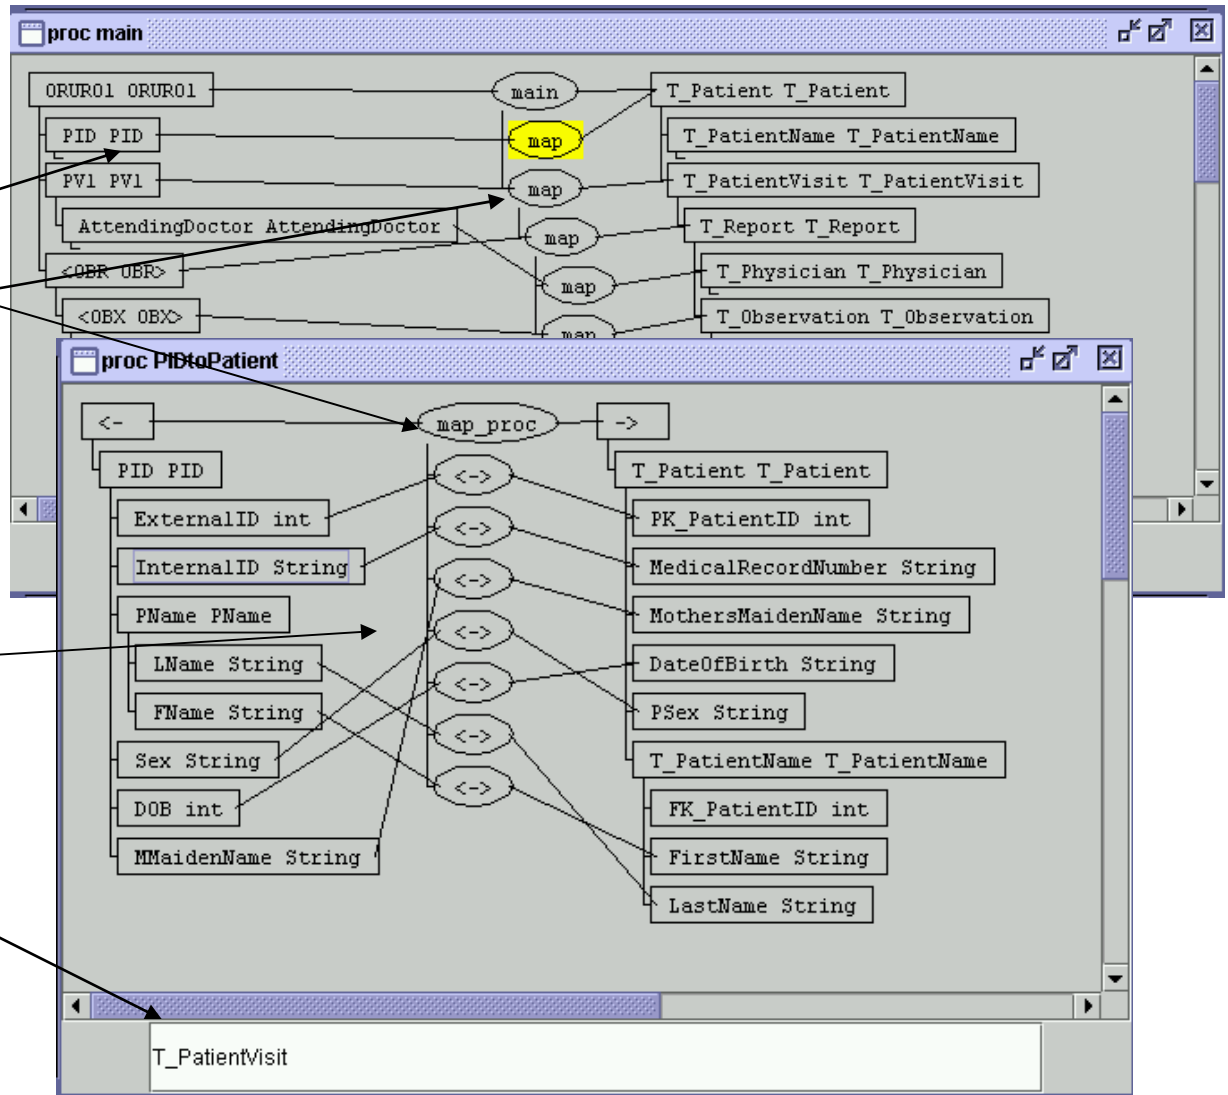 proc main
ORUR01 ORUR01
main
T_Patient T_Patient
PID PID
map
T_PatientName T_PatientName
PV1 PV1
map
T_PatientVisit T_PatientVisit
AttendingDoctor AttendingDoctor
map
T_Report T_Report
<OBR OBR>
map
T_Physician T_Physician
<OBX OBX>
map
T_Observation T_Observation
proc PIDtoPatient
<-
map_proc
->
PID PID
<->
T_Patient T_Patient
ExternalID int
<->
PK_PatientID int
InternalID String
<->
MedicalRecordNumber String
PName PName
<->
MothersMaidenName String
LName String
<->
DateOfBirth String
FName String
<->
PSex String
Sex String
<->
T_PatientName T_PatientName
DOB int
FK_PatientID int
MMaidenName String
FirstName String
LastName String
T_PatientVisit